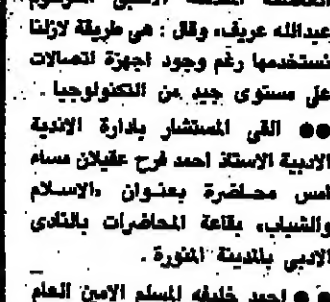 عبدالله عريف، وقال : هي طريقة لازلنا
نستخدمها رغم وجود اجهزة اتصالات
على مستوى جيد من التكنولوجيا .
●● القى المستشار بادارة الاندية
الادبية الاستاذ احمد فرح عقيلان مساء
امس محاضرة بعنوان «الاسلام
والشباب» بقاعة المحاضرات بالنادي
الادبي بالمدينة المنورة .
● احمد خليفه المسلم الامين العام